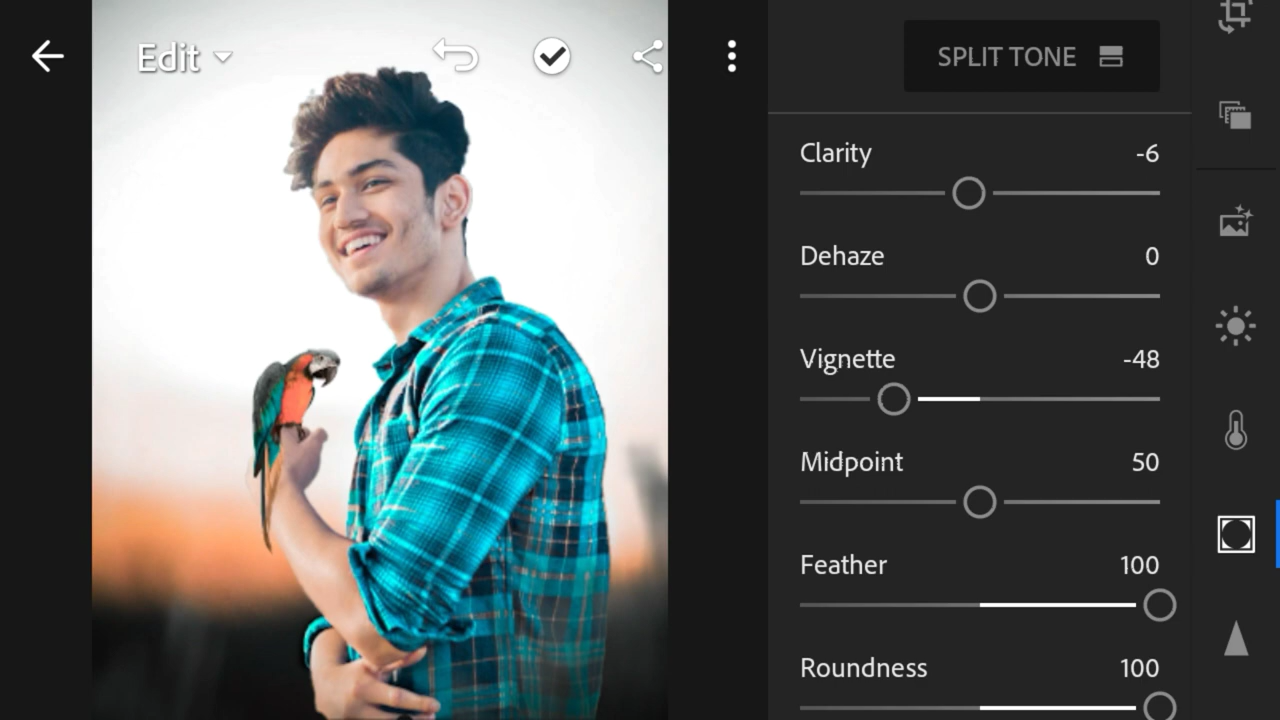 Edit
SPLIT TONE
Clarity -6
Dehaze 0
Vignette -48
Midpoint 50
Feather 100
Roundness 100